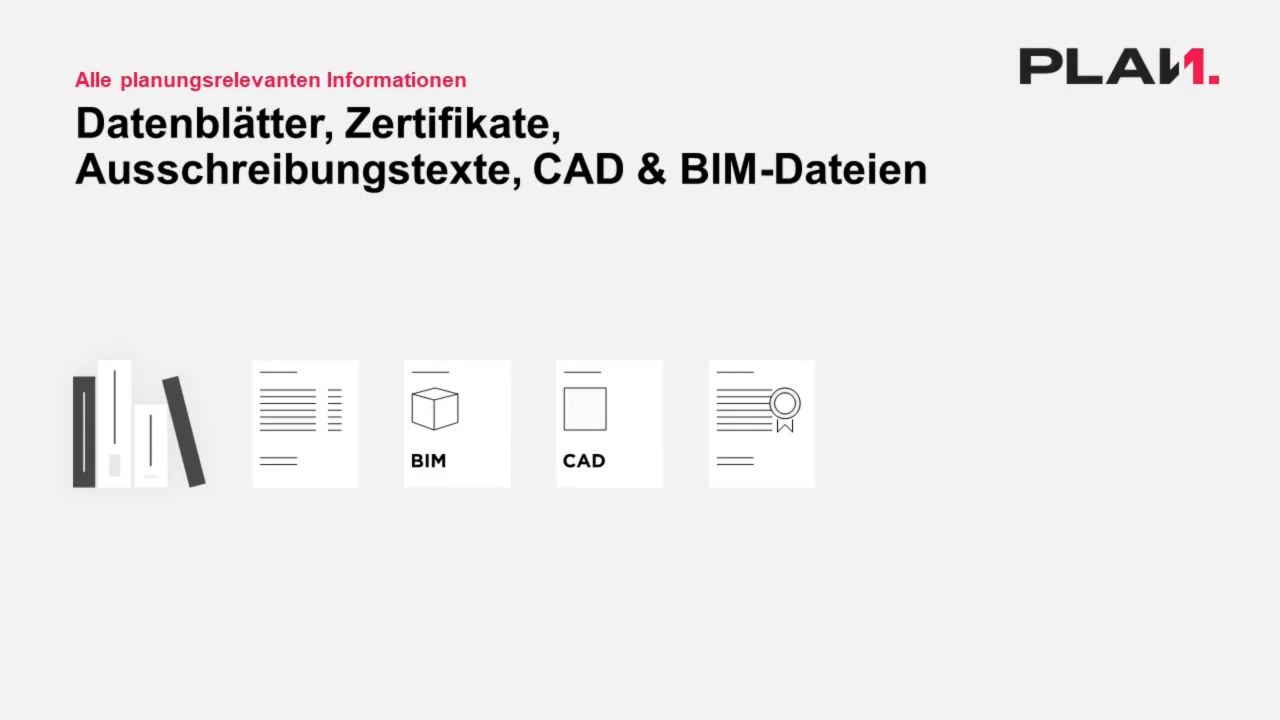 Alle planungsrelevanten Informationen
PLAN1.
Datenblätter, Zertifikate,
Ausschreibungstexte, CAD & BIM-Dateien
BIM
CAD